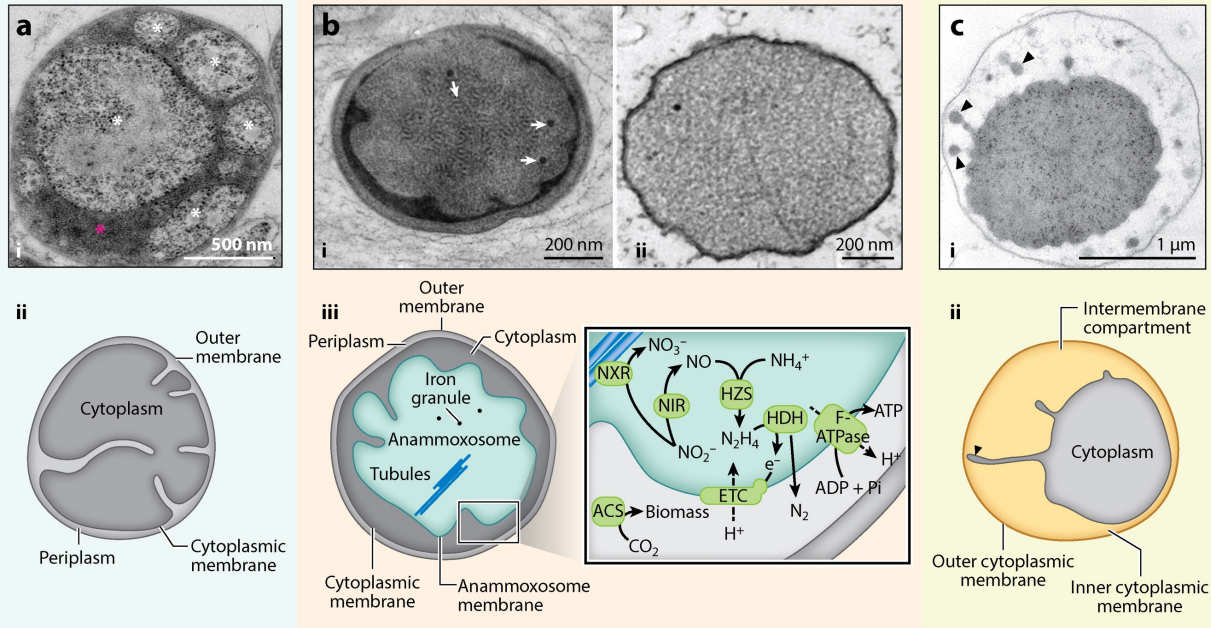 a
*
*
*
*
*
*
i
500 nm
b
i
200 nm
ii
200 nm
c
i
1 µm
ii
Outer
membrane
Cytoplasm
Periplasm
Cytoplasmic
membrane
iii
Outer
membrane
Periplasm
Cytoplasm
Iron
granule
Anammoxosome
Tubules
Cytoplasmic
membrane
Anammoxosome
membrane
NXR
NO₃⁻
NO
NH₄⁺
NIR
HZS
HDH
F-
ATPase
ATP
N₂H₄
NO₂⁻
e⁻
H⁺
ADP + Pi
ETC
N₂
ACS
Biomass
H⁺
CO₂
ii
Intermembrane
compartment
Cytoplasm
Outer cytoplasmic
membrane
Inner cytoplasmic
membrane